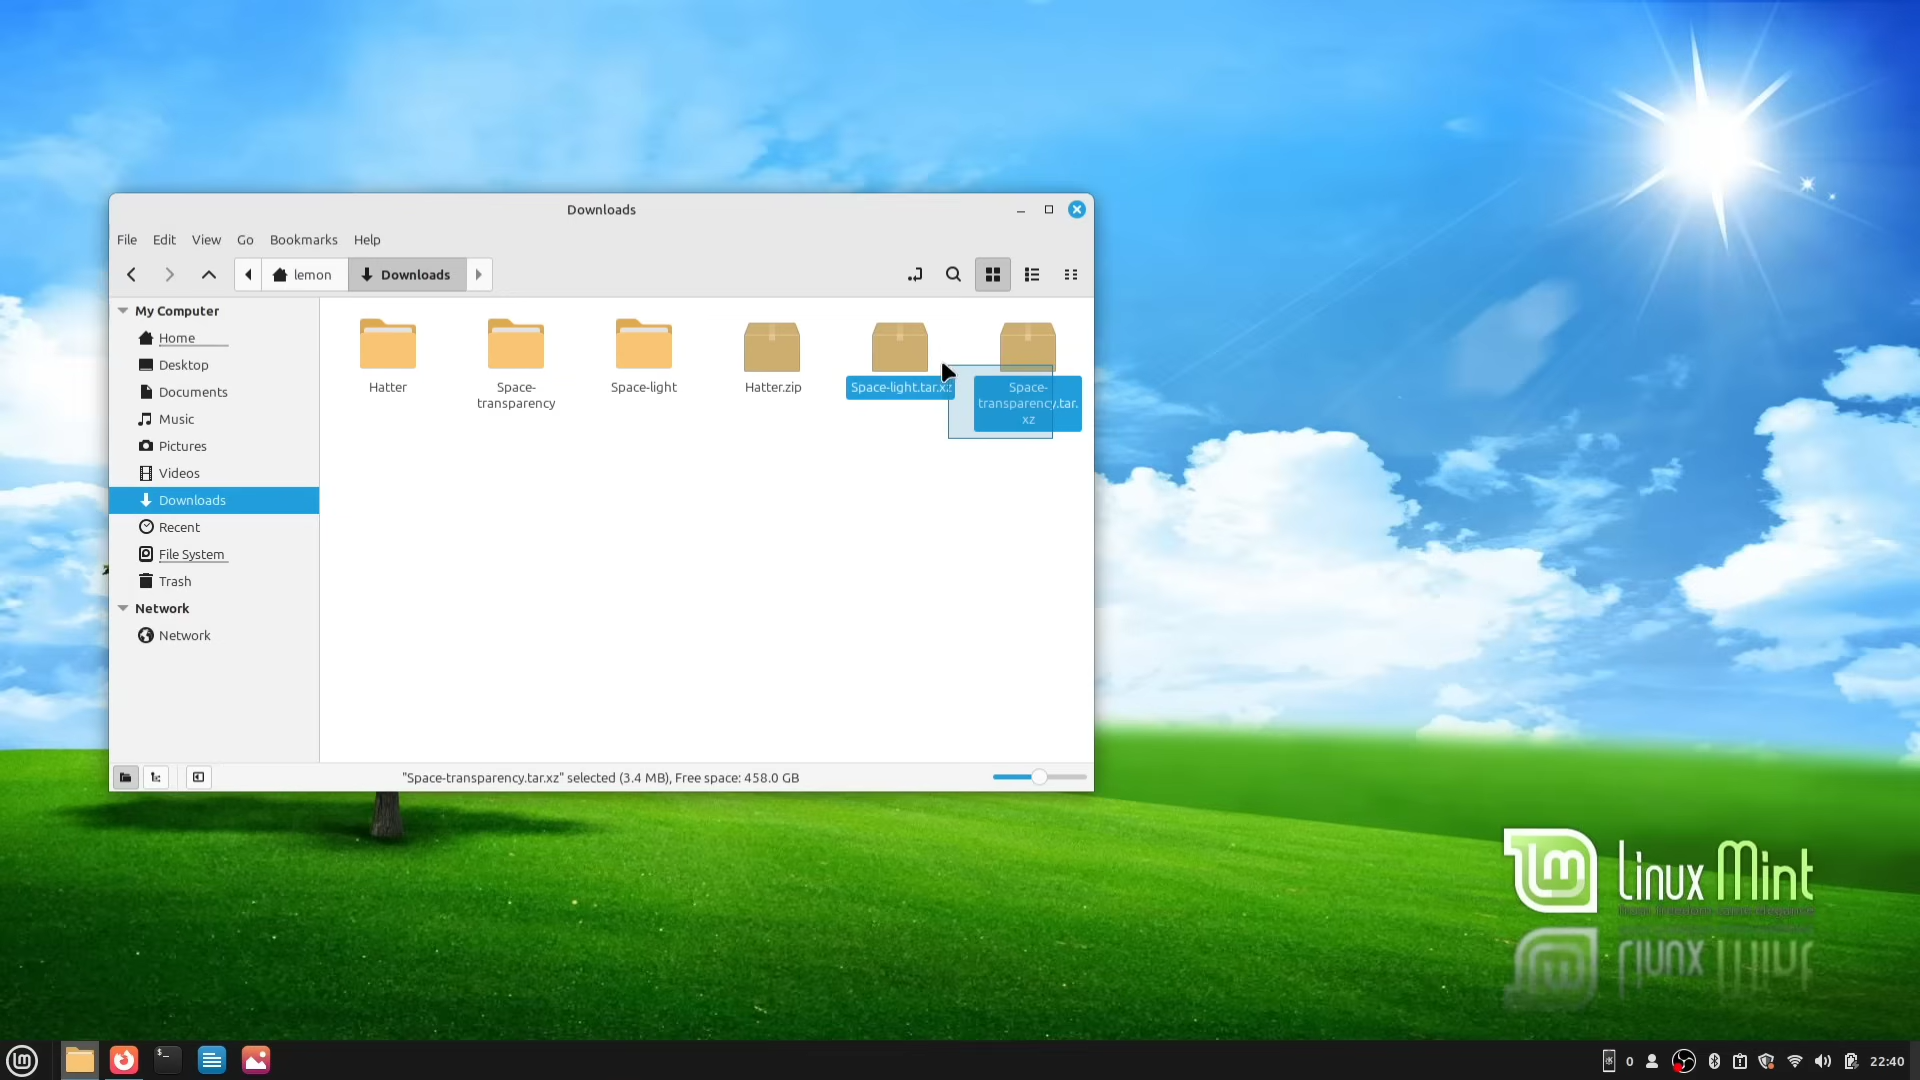 Downloads
File Edit View Go Bookmarks Help
lemon Downloads
My Computer
Home
Desktop
Documents
Music
Pictures
Videos
Downloads
Recent
File System
Trash
Network
Network
Hatter
Space-
transparency
Space-light
Hatter.zip
Space-light.tar.xz
Space-
transparency.tar.
xz
"Space-transparency.tar.xz" selected (3.4 MB), Free space: 458.0 GB
Linux Mint
0
22:40